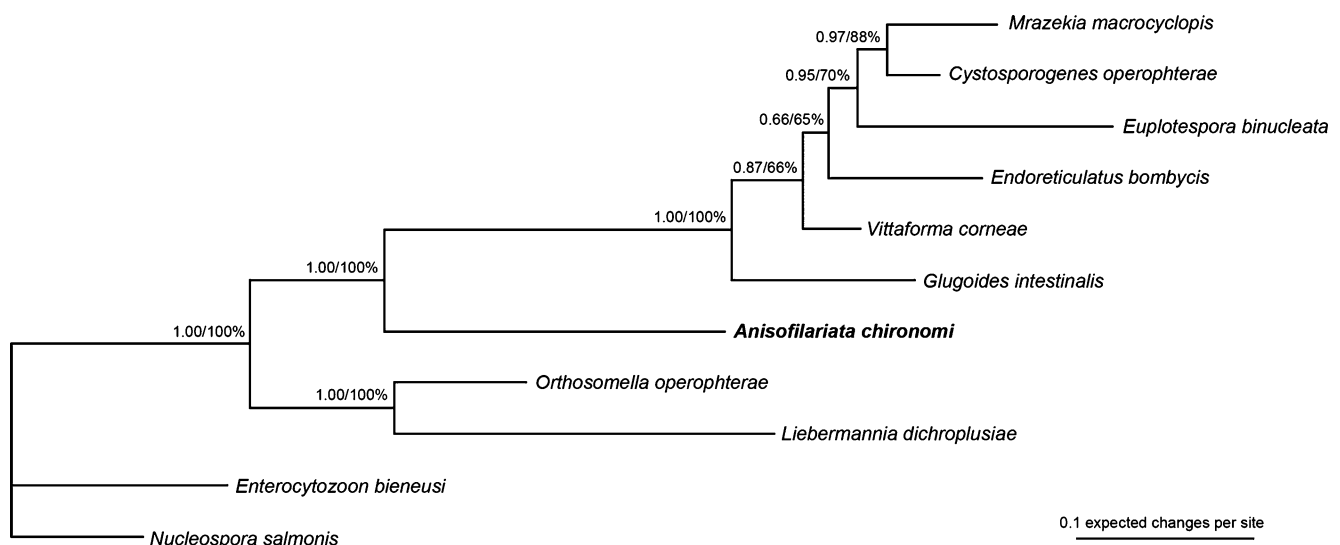 Mrazekia macrocyclopis
0.97/88%
Cystosporogenes operophterae
0.95/70%
0.66/65%
Euplotespora binucleata
0.87/66%
Endoreticulatus bombycis
1.00/100%
Vittaforma corneae
1.00/100%
Glugoides intestinalis
1.00/100%
Anisofilariata chironomi
Orthosomella operophterae
1.00/100%
Liebermannia dichroplusiae
Enterocytozoon bieneusi
0.1 expected changes per site
Nucleospora salmonis